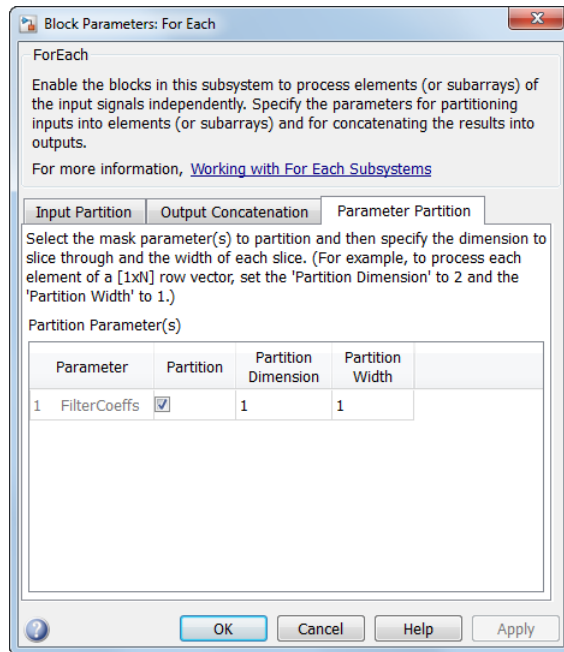 Block Parameters: For Each
ForEach
Enable the blocks in this subsystem to process elements (or subarrays) of
the input signals independently. Specify the parameters for partitioning
inputs into elements (or subarrays) and for concatenating the results into
outputs.
For more information, Working with For Each Subsystems
Input Partition Output Concatenation Parameter Partition
Select the mask parameter(s) to partition and then specify the dimension to
slice through and the width of each slice. (For example, to process each
element of a [1xN] row vector, set the 'Partition Dimension' to 2 and the
'Partition Width' to 1.)
Partition Parameter(s)
Parameter Partition Partition Dimension Partition Width
1 FilterCoeffs 1 1
OK Cancel Help Apply